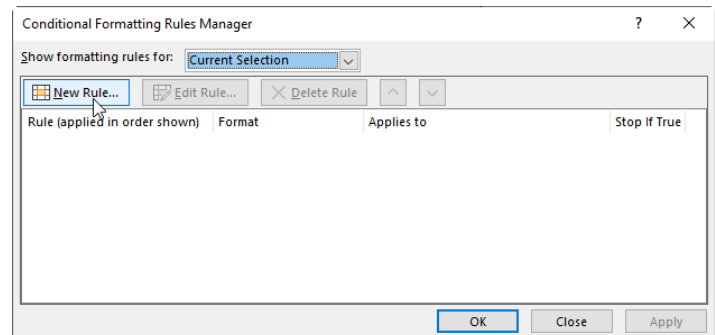 Conditional Formatting Rules Manager ? ×
Show formatting rules for: Current Selection
New Rule... Edit Rule... Delete Rule
Rule (applied in order shown) Format Applies to Stop If True
OK Close Apply